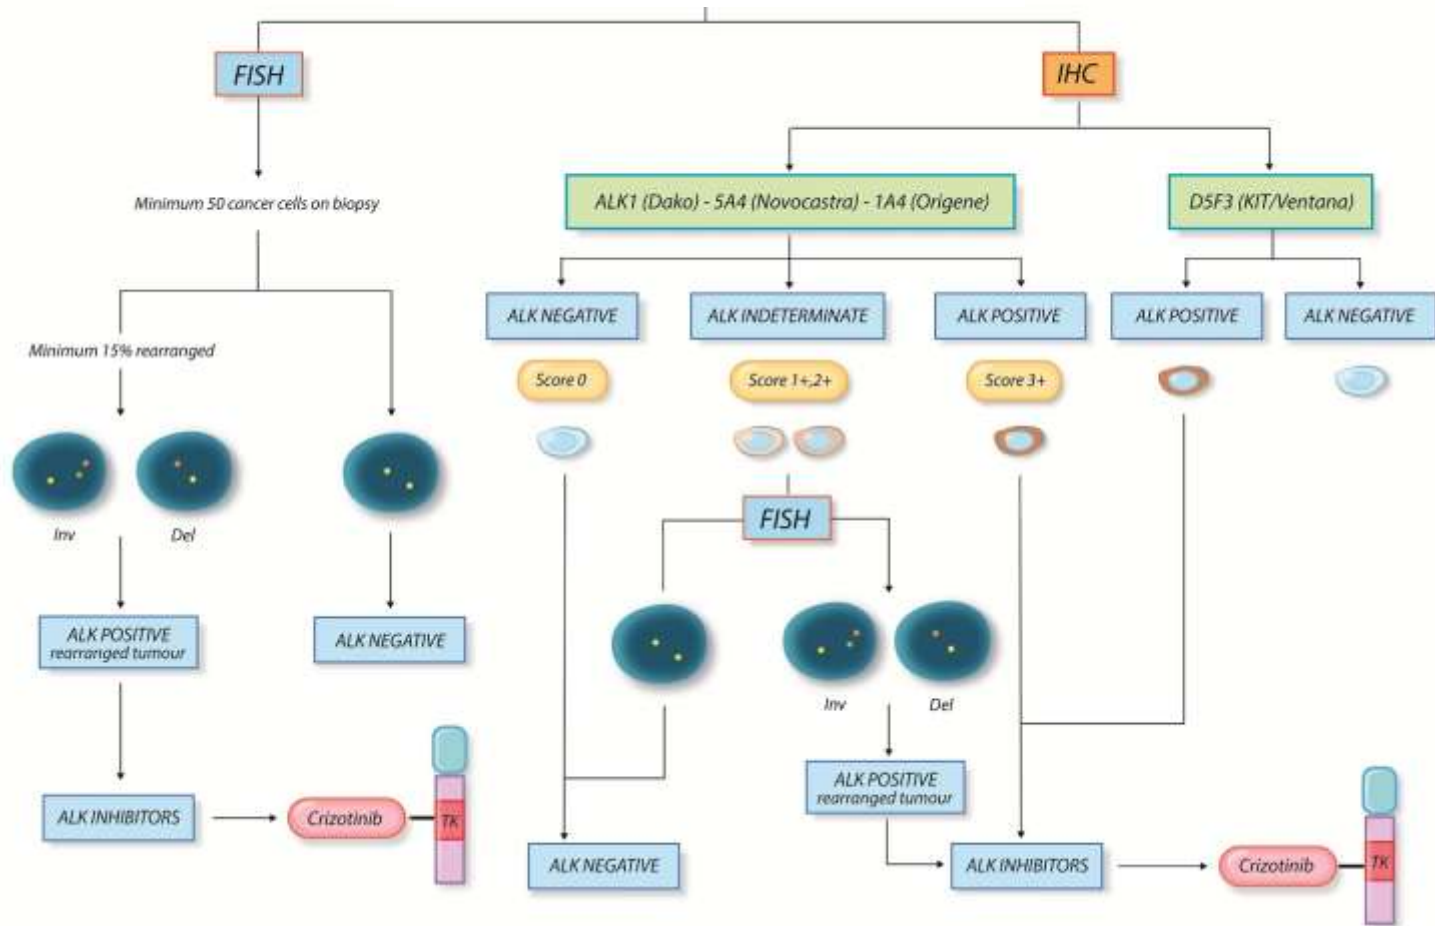 FISH
IHC
Minimum 50 cancer cells on biopsy
ALK1 (Dako) - 5A4 (Novocastra) - 1A4 (Origene)
D5F3 (KIT/Ventana)
ALK NEGATIVE
ALK INDETERMINATE
ALK POSITIVE
ALK POSITIVE
ALK NEGATIVE
Minimum 15% rearranged
Score 0
Score 1+,2+
Score 3+
FISH
Inv
Del
ALK POSITIVE
rearranged tumour
ALK NEGATIVE
Inv
Del
ALK POSITIVE
rearranged tumour
ALK INHIBITORS
Crizotinib
TK
ALK NEGATIVE
ALK INHIBITORS
Crizotinib
TK